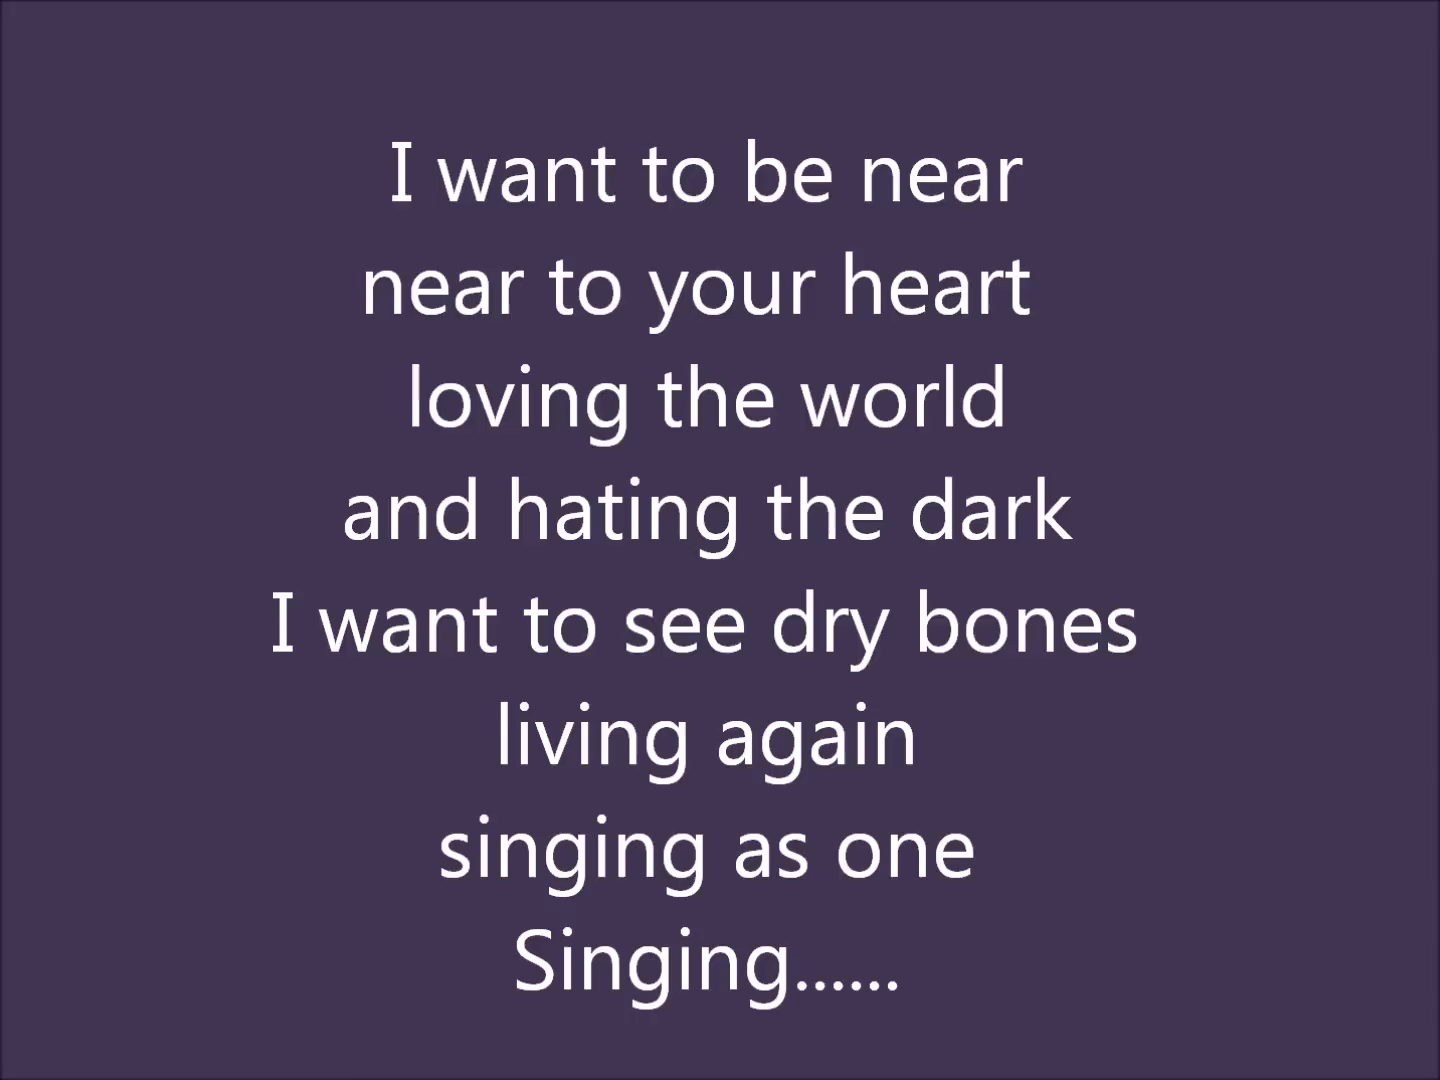 I want to be near
near to your heart
loving the world
and hating the dark
I want to see dry bones
living again
singing as one
Singing......